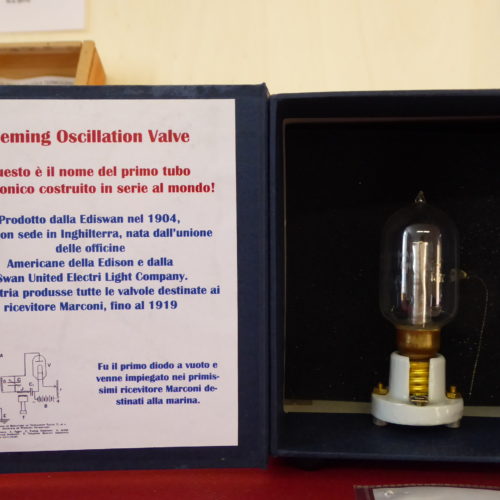 eming Oscillation Valve
uesto è il nome del primo tubo
onico costruito in serie al mondo!
Prodotto dalla Ediswan nel 1904,
on sede in Inghilterra, nata dall'unione
delle officine
Americane della Edison e dalla
Swan United Electri Light Company.
tria produsse tutte le valvole destinate ai
ricevitore Marconi, fino al 1919
Fu il primo diodo a vuoto e
venne impiegato nei primis-
simi ricevitore Marconi de-
stinati alla marina.